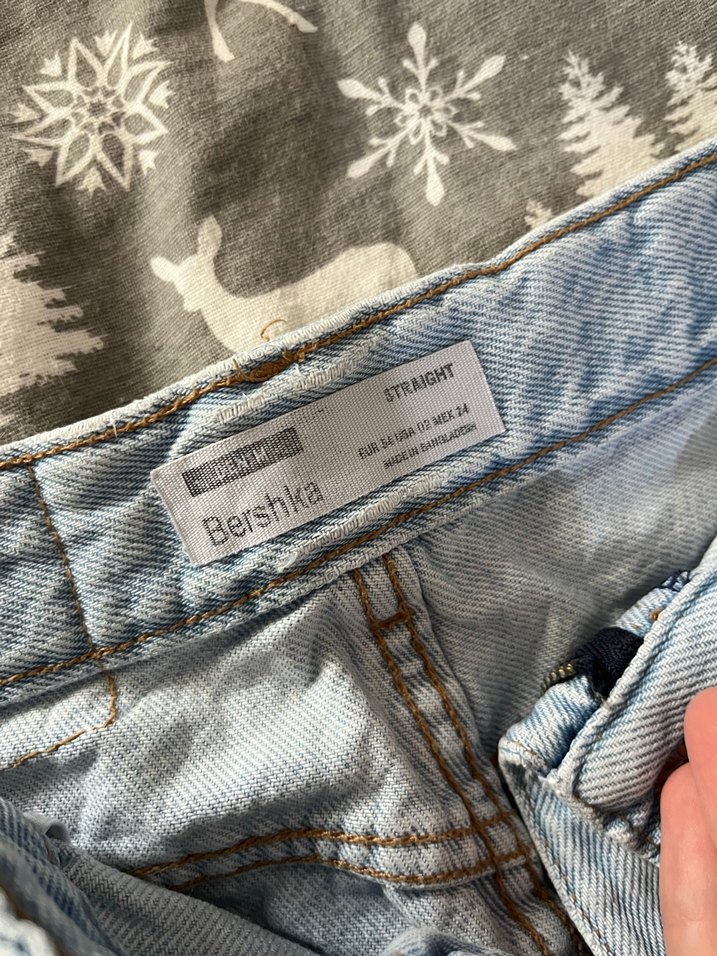 STRAIGHT
DENIM
EUR 34 USA 02 MEX 24
MADE IN BANGLADESH
Bershka